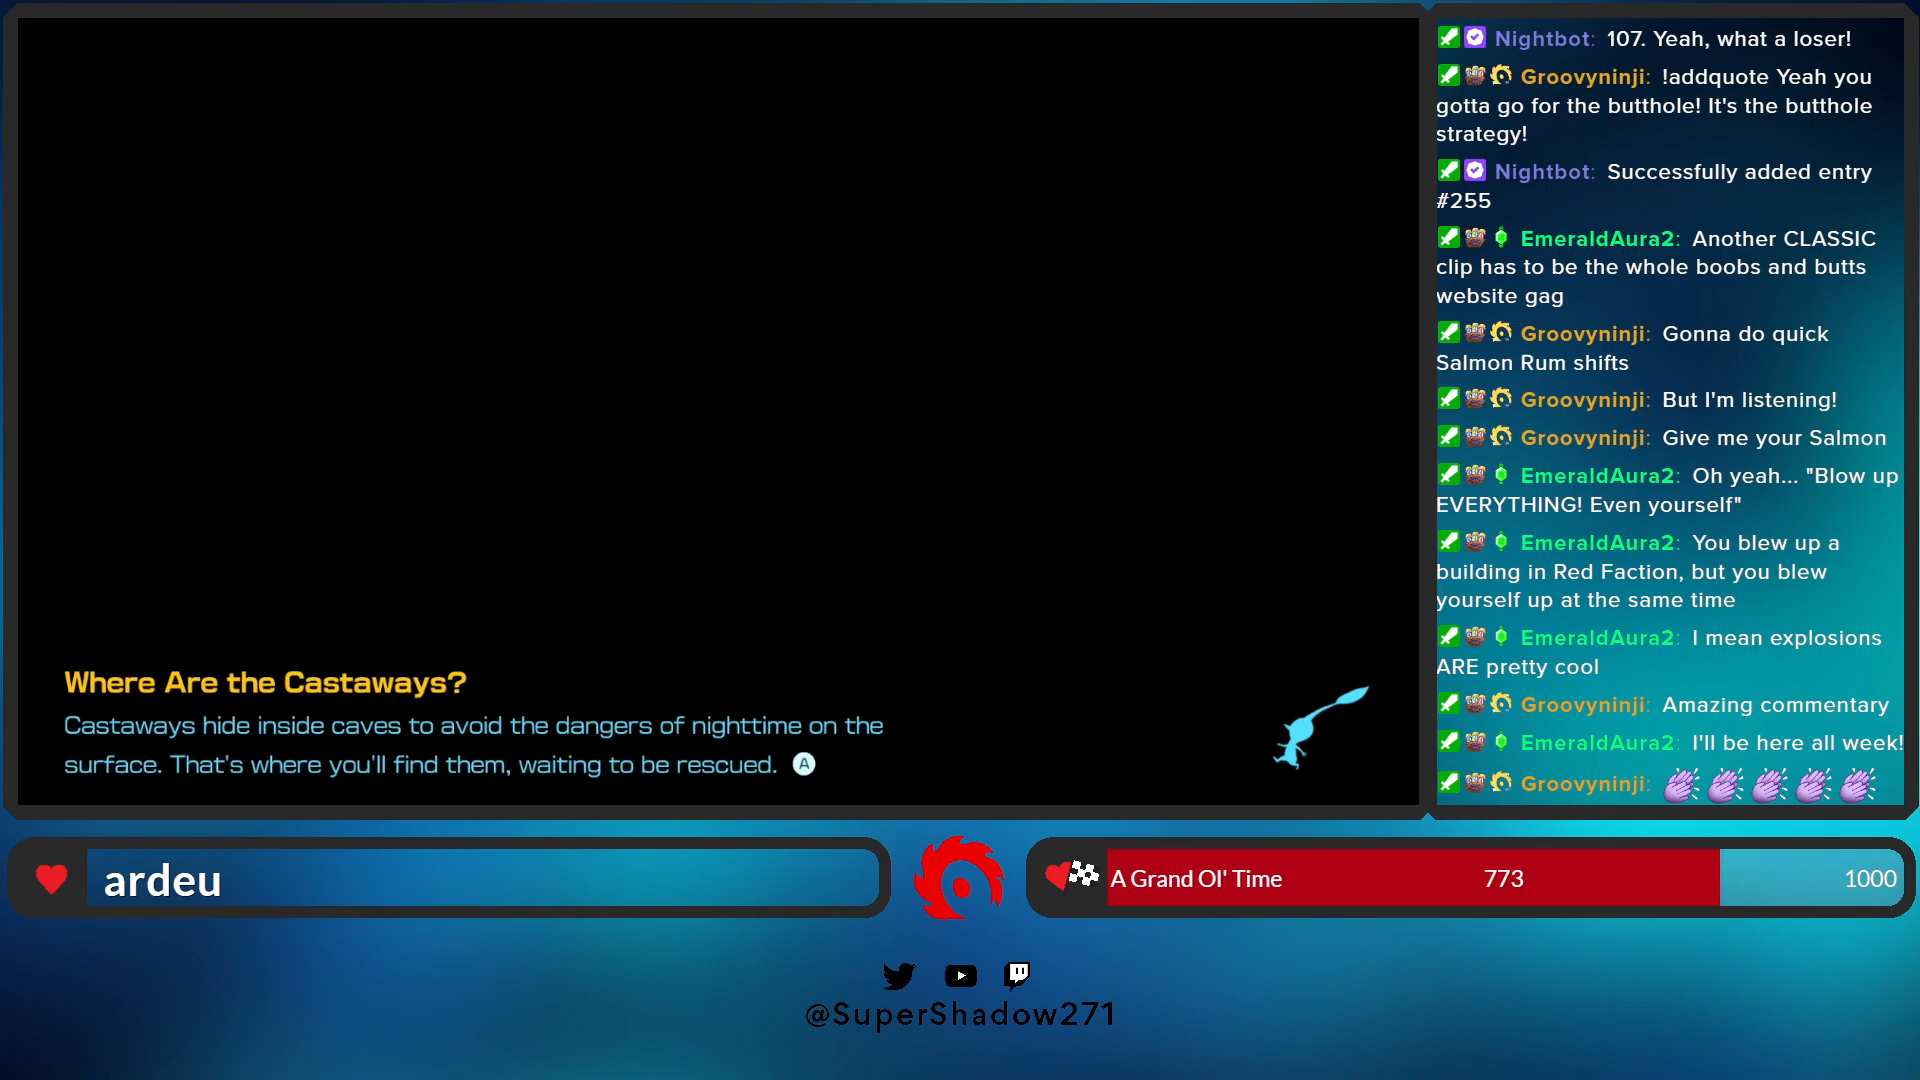 Where Are the Castaways?
Castaways hide inside caves to avoid the dangers of nighttime on the
surface. That's where you'll find them, waiting to be rescued. A
Nightbot: 107. Yeah, what a loser!
Groovyninji: !addquote Yeah you
gotta go for the butthole! It's the butthole
strategy!
Nightbot: Successfully added entry
#255
EmeraldAura2: Another CLASSIC
clip has to be the whole boobs and butts
website gag
Groovyninji: Gonna do quick
Salmon Rum shifts
Groovyninji: But I'm listening!
Groovyninji: Give me your Salmon
EmeraldAura2: Oh yeah... "Blow up
EVERYTHING! Even yourself"
EmeraldAura2: You blew up a
building in Red Faction, but you blew
yourself up at the same time
EmeraldAura2: I mean explosions
ARE pretty cool
Groovyninji: Amazing commentary
EmeraldAura2: I'll be here all week!
Groovyninji:
ardeu
A Grand Ol' Time 773 1000
@SuperShadow271